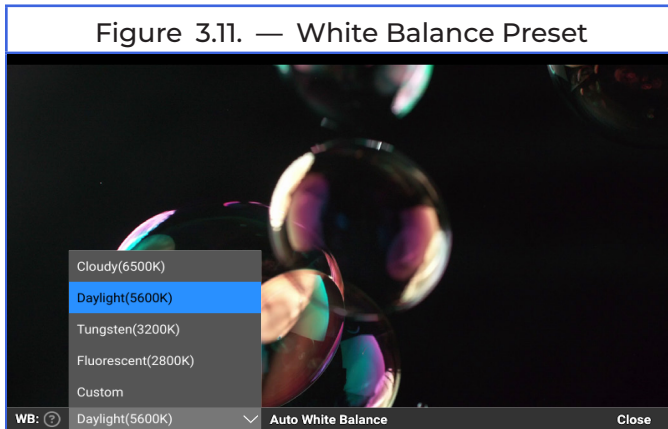 Figure 3.11. — White Balance Preset
Cloudy(6500K)
Daylight(5600K)
Tungsten(3200K)
Fluorescent(2800K)
Custom
WB: ? Daylight(5600K) Auto White Balance Close